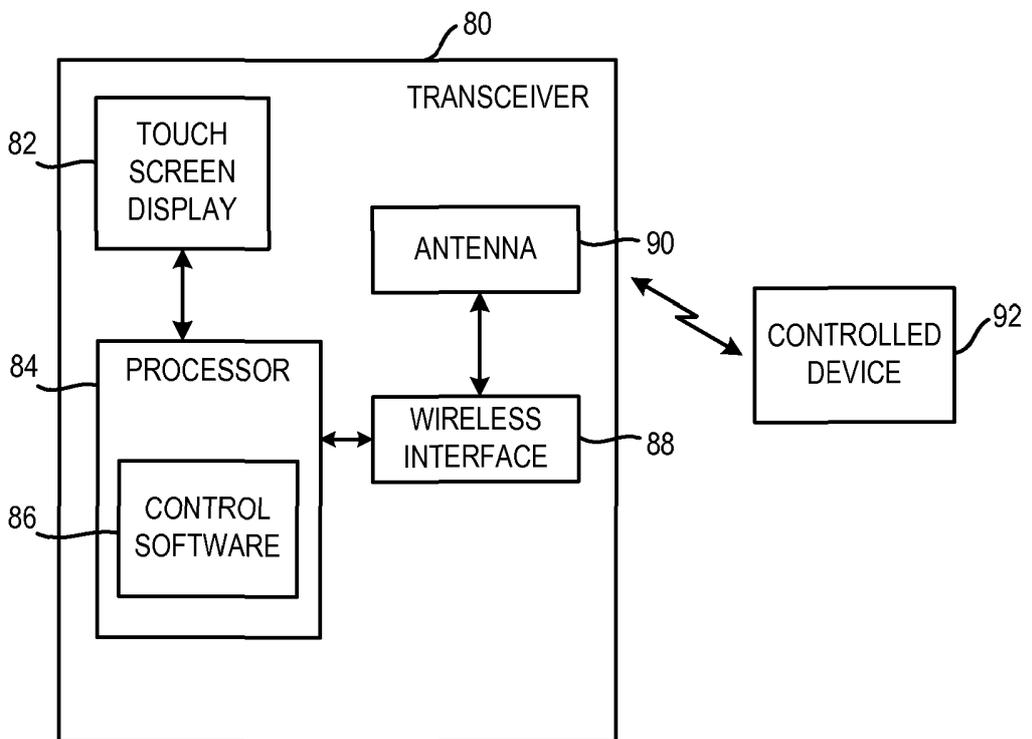 80
TRANSCEIVER
82
TOUCH
SCREEN
DISPLAY
ANTENNA
90
CONTROLLED
DEVICE
92
84
PROCESSOR
WIRELESS
INTERFACE
88
86
CONTROL
SOFTWARE